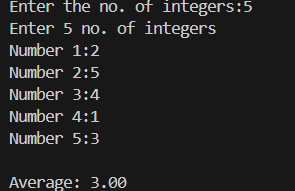 Enter the no. of integers:5
Enter 5 no. of integers
Number 1:2
Number 2:5
Number 3:4
Number 4:1
Number 5:3
Average: 3.00